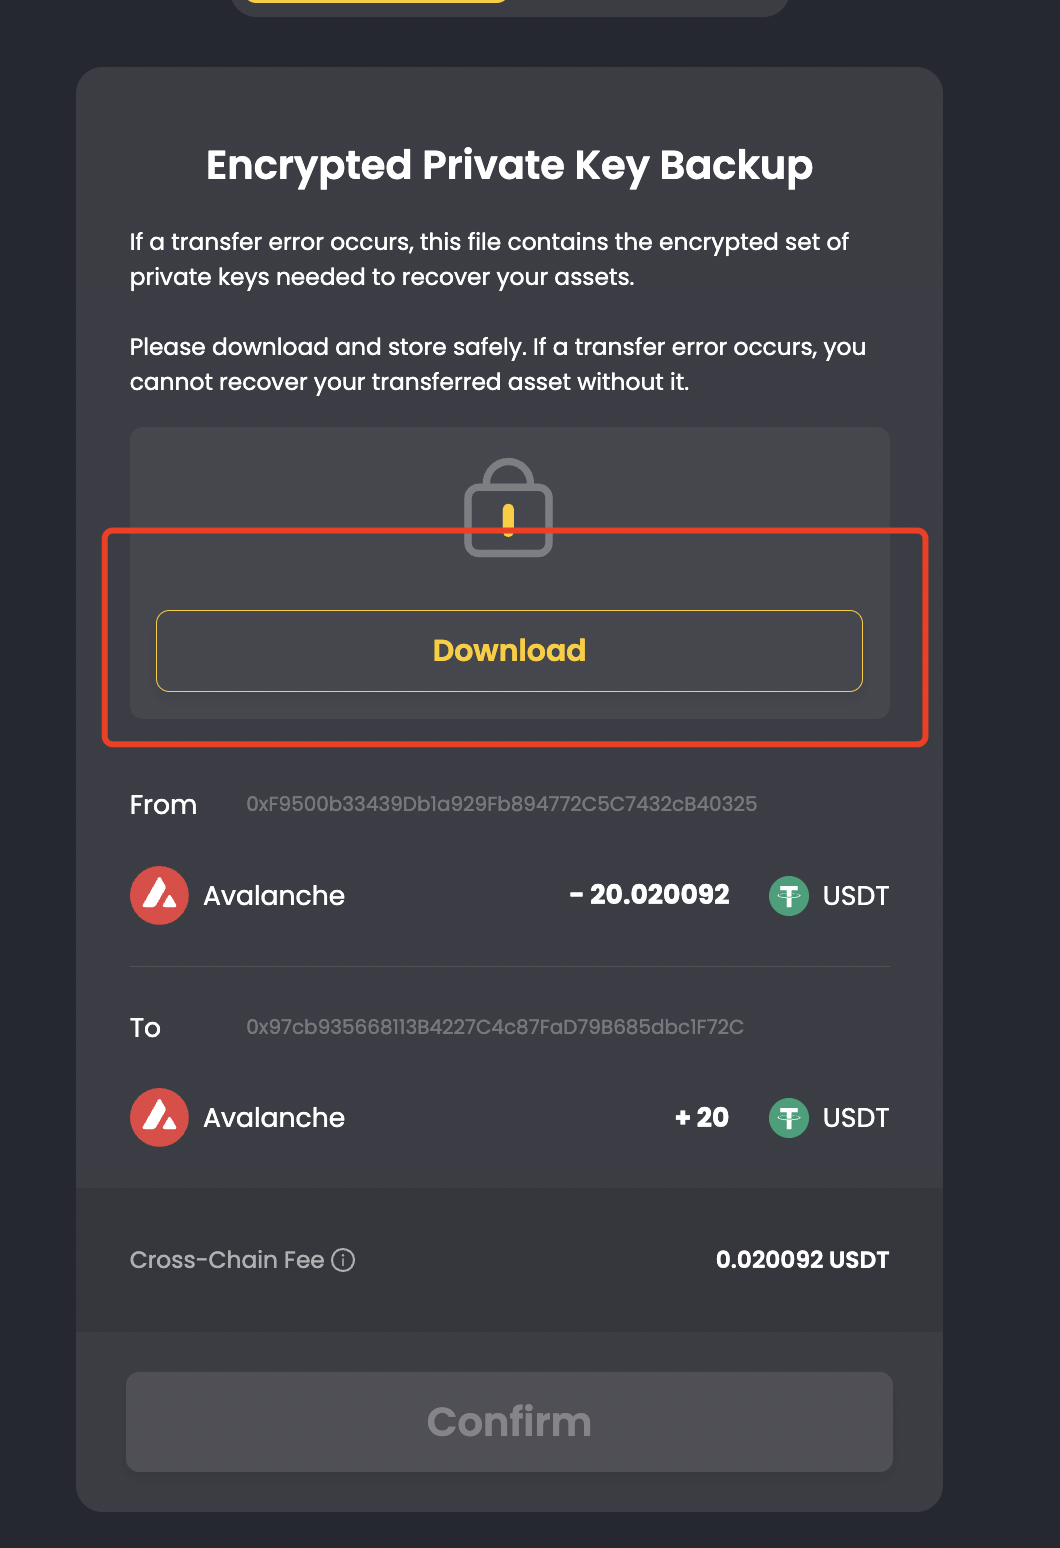 Encrypted Private Key Backup
If a transfer error occurs, this file contains the encrypted set of
private keys needed to recover your assets.
Please download and store safely. If a transfer error occurs, you
cannot recover your transferred asset without it.
Download
From 0xF9500b33439Db1a929Fb894772C5C7432cB40325
Avalanche - 20.020092 USDT
To 0x97cb935668113B4227C4c87FaD79B685dbc1F72C
Avalanche + 20 USDT
Cross-Chain Fee 0.020092 USDT
Confirm